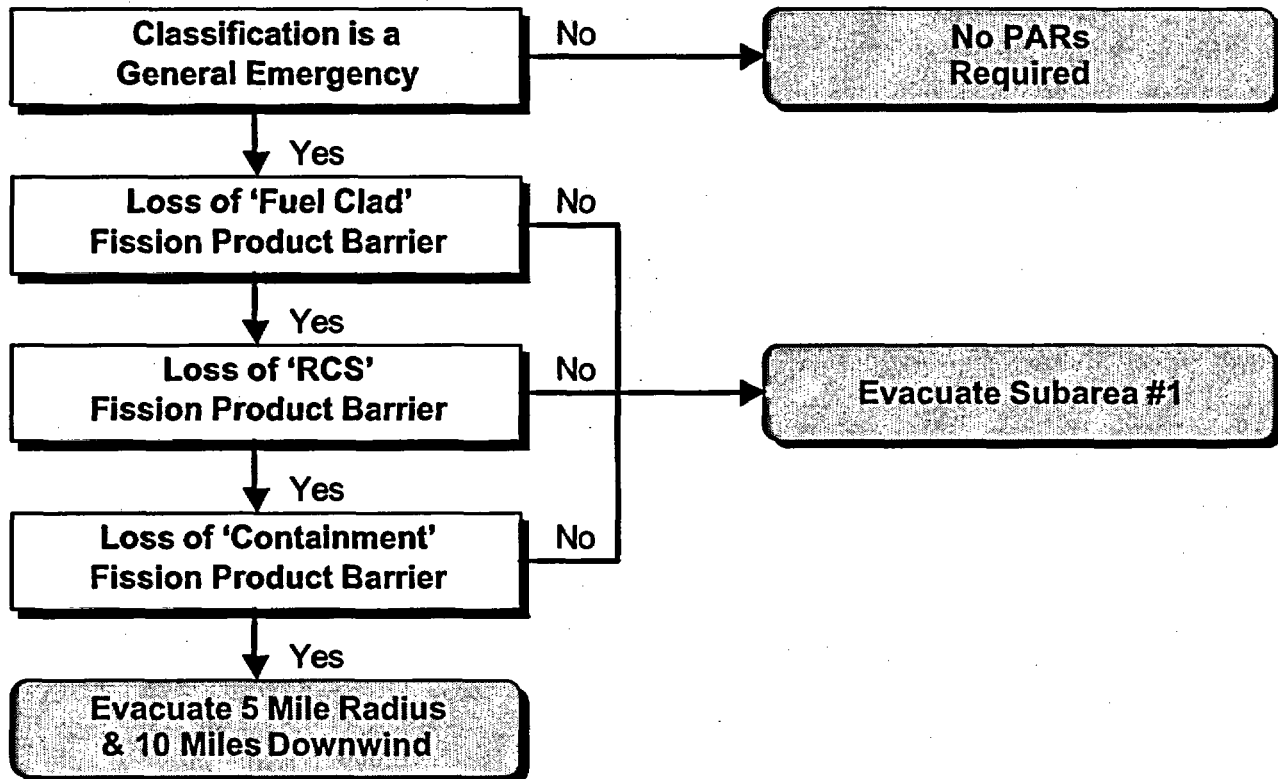 Classification is a
General Emergency
No
No PARs
Required
Yes
Loss of ‘Fuel Clad’
Fission Product Barrier
No
Yes
Loss of ‘RCS’
Fission Product Barrier
No
Evacuate Subarea #1
Yes
Loss of ‘Containment’
Fission Product Barrier
No
Yes
Evacuate 5 Mile Radius
& 10 Miles Downwind